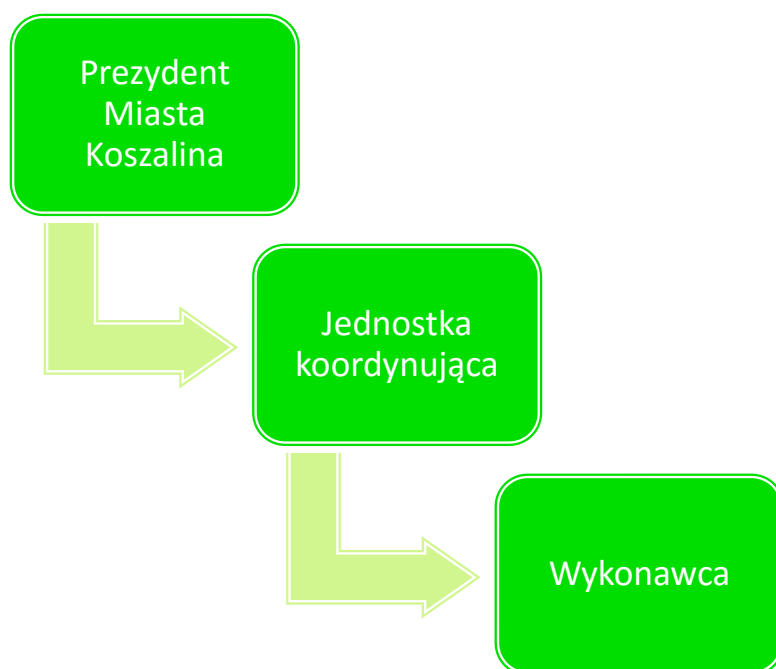 Prezydent
Miasta
Koszalina
Jednostka
koordynująca
Wykonawca